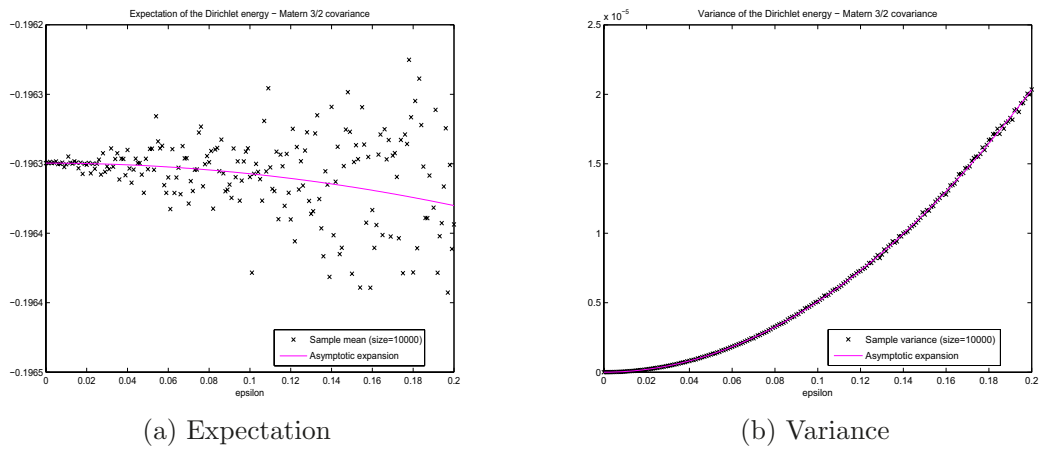 Expectation of the Dirichlet energy − Matern 3/2 covariance
−0.1962
−0.1963
−0.1963
−0.1964
−0.1964
−0.1965
0 0.02 0.04 0.06 0.08 0.1 0.12 0.14 0.16 0.18 0.2
epsilon
Sample mean (size=10000)
Asymptotic expansion
(a) Expectation
Variance of the Dirichlet energy − Matern 3/2 covariance
x 10⁻⁵
2.5
2
1.5
1
0.5
0
0 0.02 0.04 0.06 0.08 0.1 0.12 0.14 0.16 0.18 0.2
epsilon
Sample variance (size=10000)
Asymptotic expansion
(b) Variance